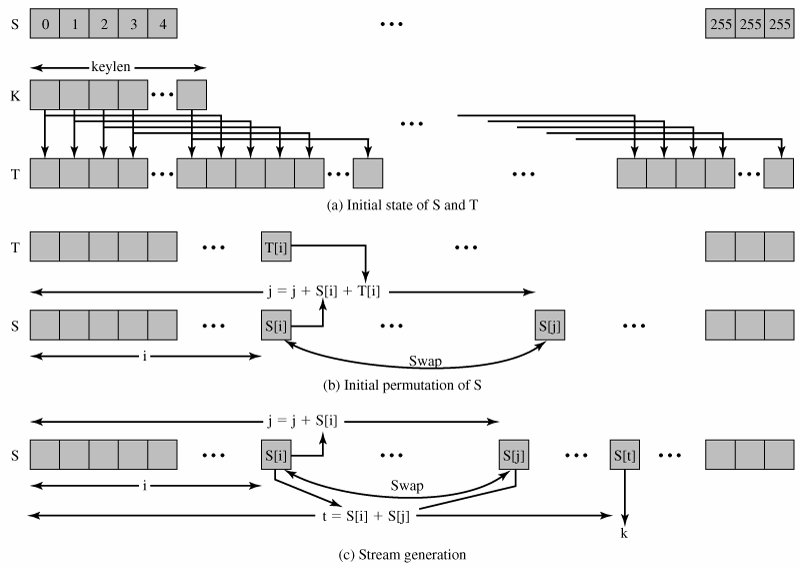 S 0 1 2 3 4 ••• 255 255 255
keylen
K ••• •••
T ••• ••• ••• •••
(a) Initial state of S and T
T ••• T[i] •••
j = j + S[i] + T[i]
S ••• S[i] ••• S[j] •••
i
Swap
(b) Initial permutation of S
j = j + S[i]
S ••• S[i] ••• S[j] ••• S[t] •••
i
Swap
t = S[i] + S[j]
k
(c) Stream generation